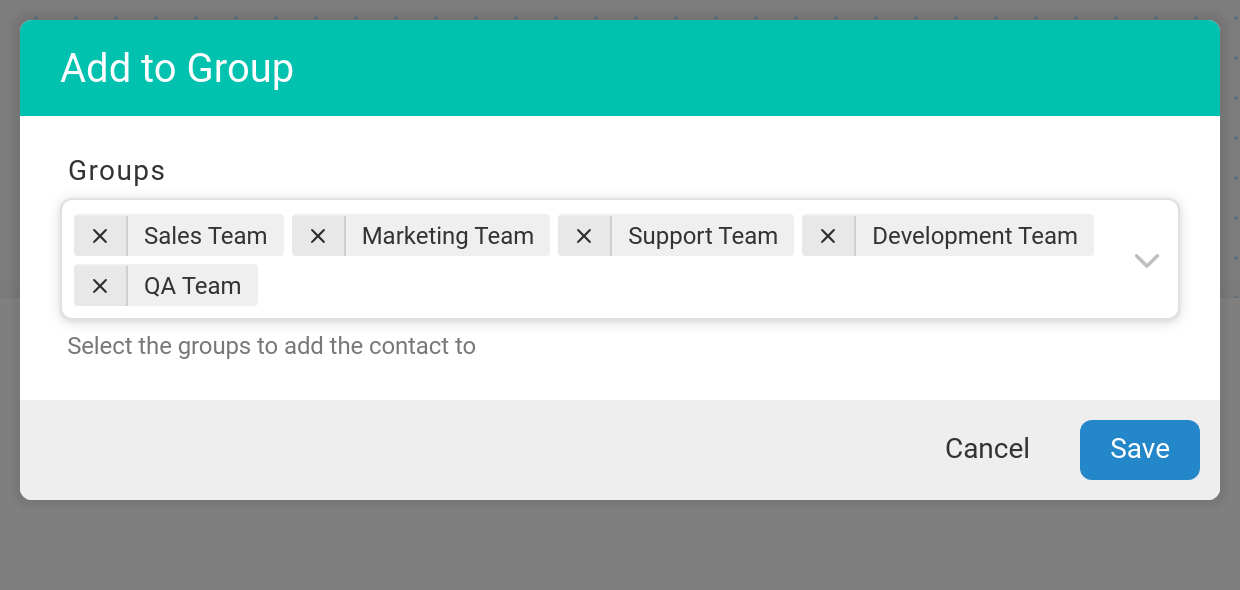 Add to Group
Groups
Sales Team Marketing Team Support Team Development Team
QA Team
Select the groups to add the contact to
Cancel Save